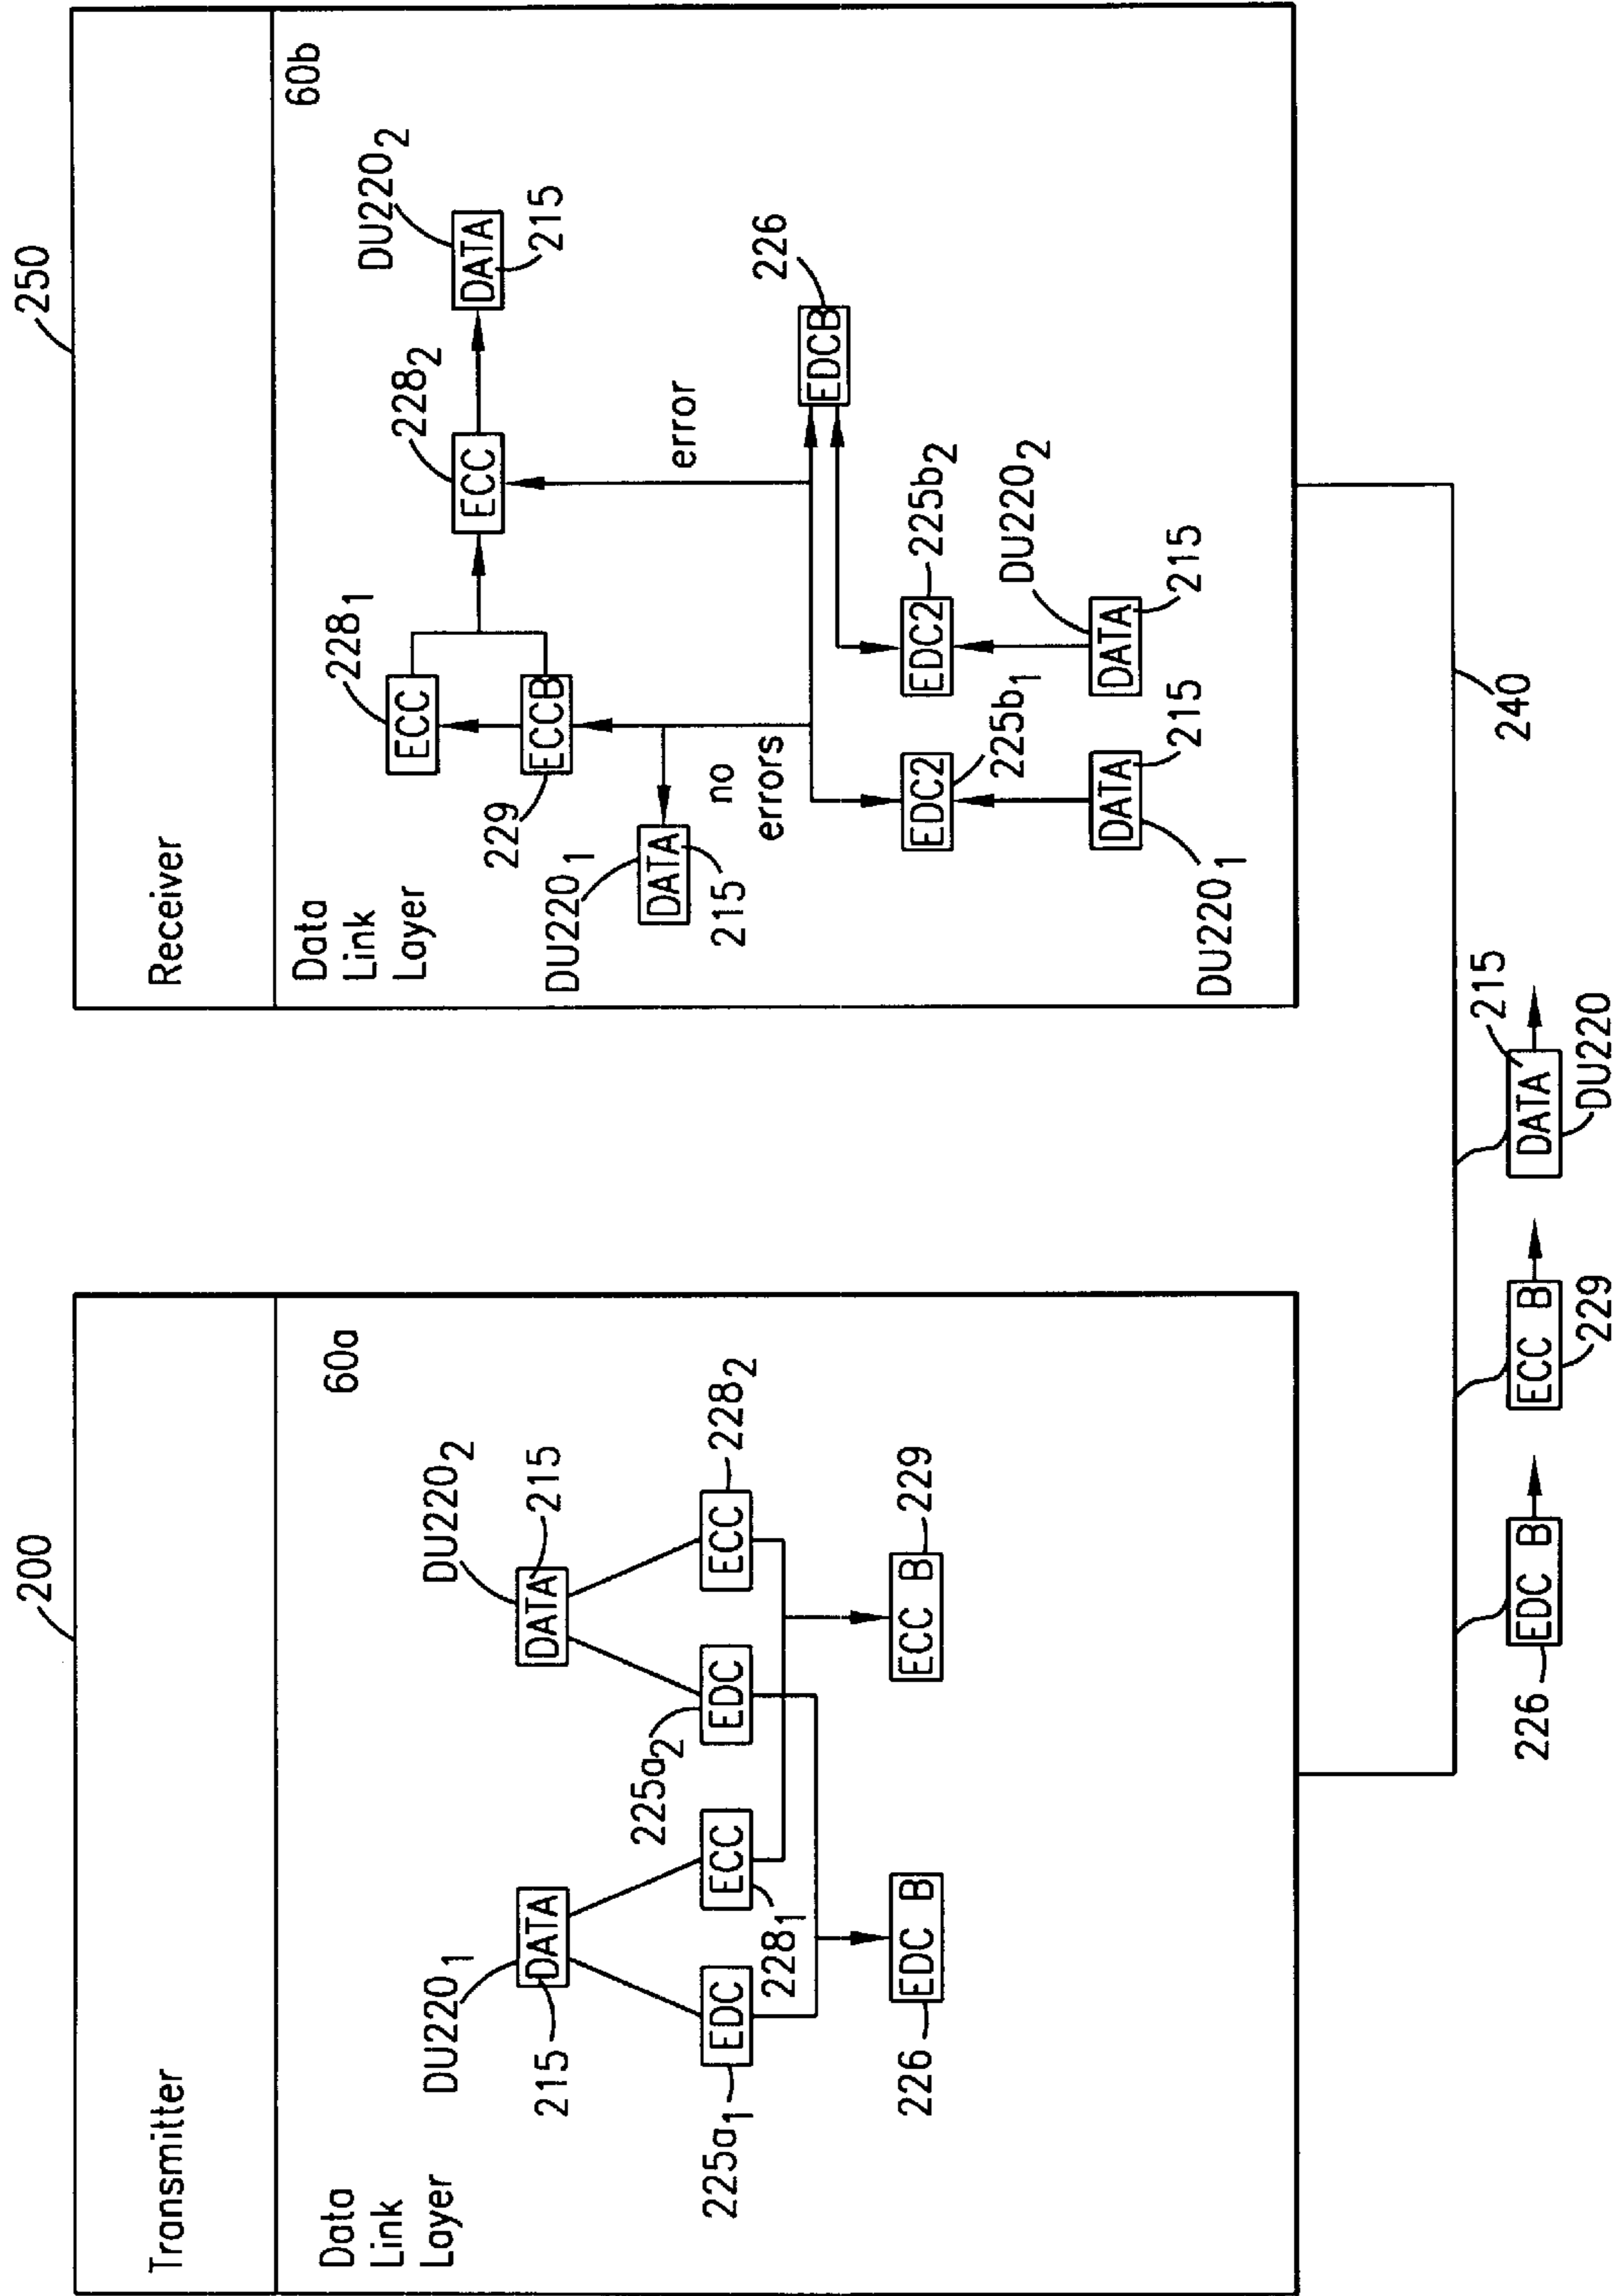 200
Transmitter
Data
Link
Layer
60a
DU220₁
DATA
215
DU220₂
DATA
215
225a₁
EDC
ECC
228₁
225a₂
EDC
ECC
228₂
226
EDC B
ECC B
229
250
Receiver
Data
Link
Layer
60b
228₁
ECC
228₂
ECC
DU220₂
DATA
215
229
ECCB
DU220₁
DATA
215
no
errors
error
EDCB
226
EDC2
225b₁
EDC2
225b₂
DU220₁
DATA
215
DU220₂
DATA
215
240
226
EDC B
ECC B
229
DATA
215
DU220